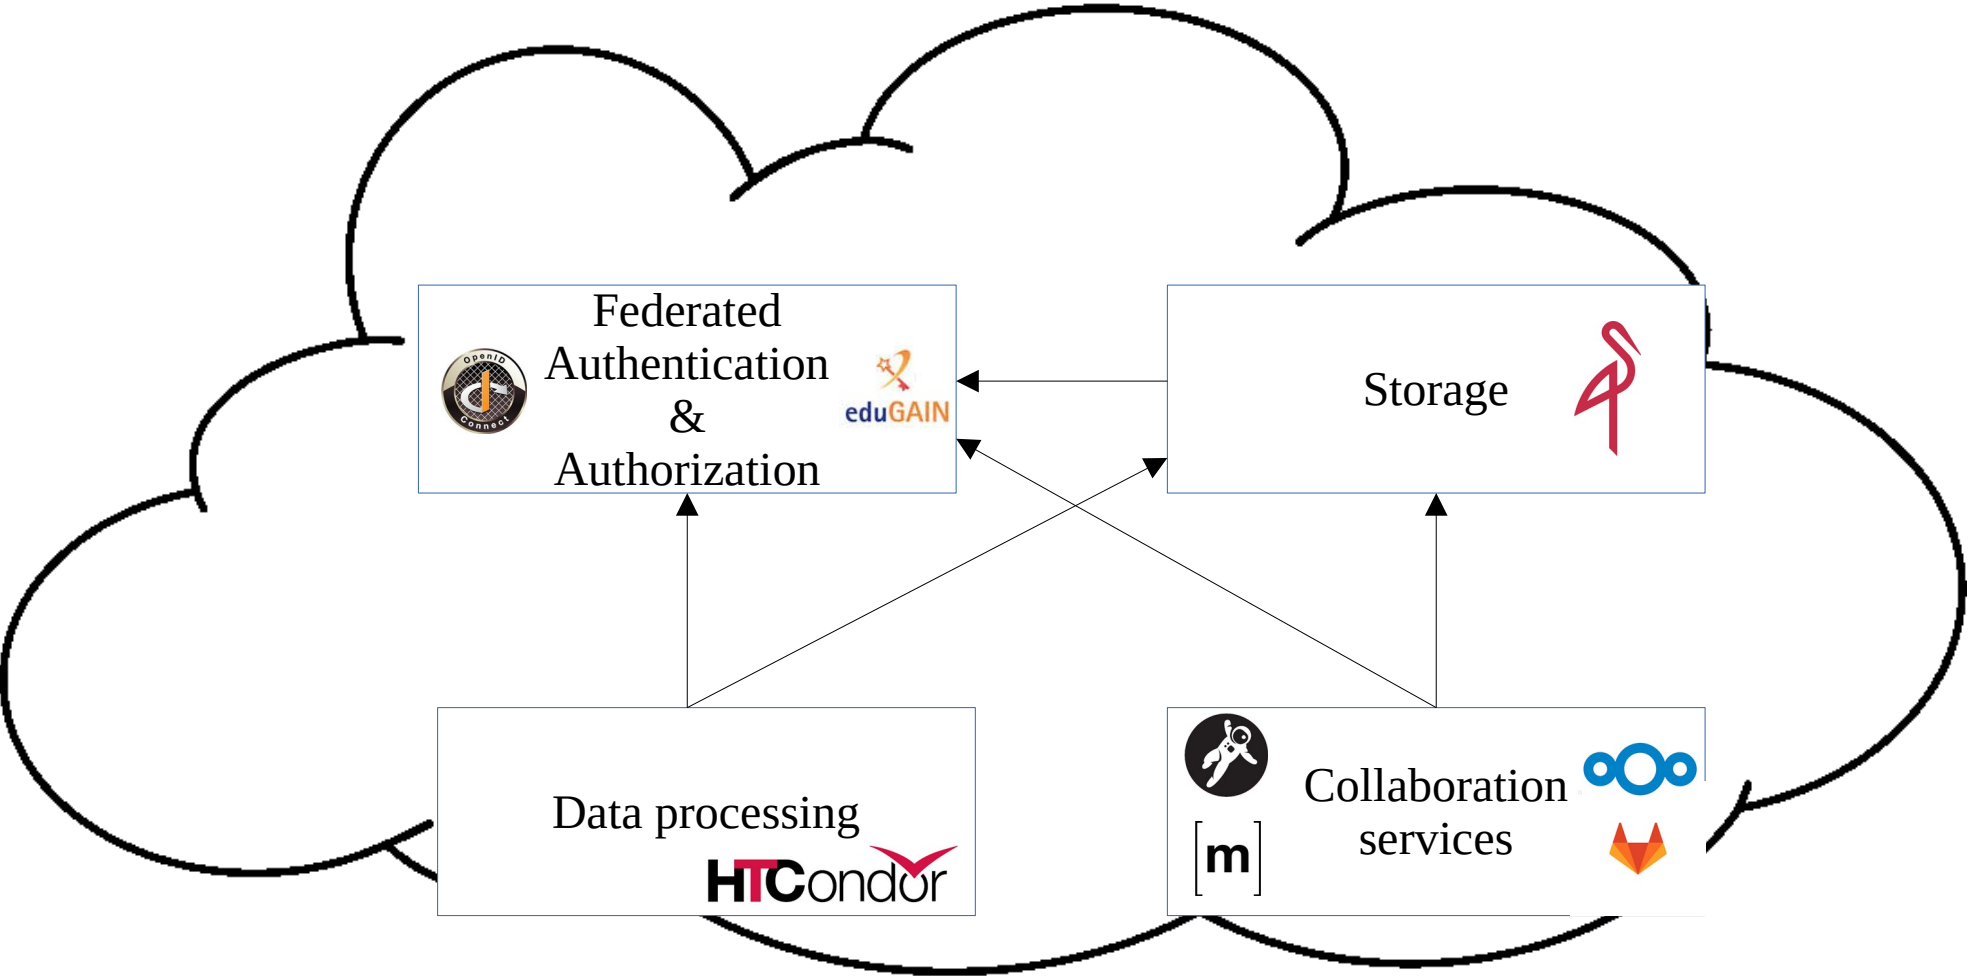 Federated
Authentication
&
Authorization
OpenID
Connect
eduGAIN
Storage
Data processing
HTCondor
Collaboration
services
[m]